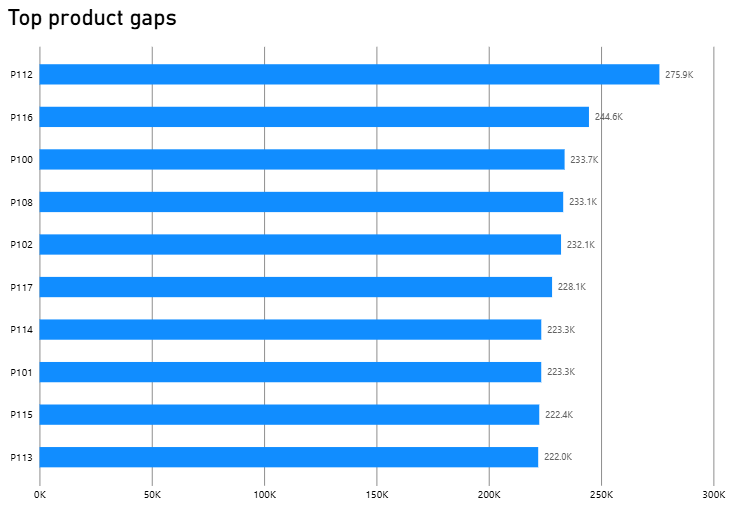 Top product gaps
P112 275.9K
P116 244.6K
P100 233.7K
P108 233.1K
P102 232.1K
P117 228.1K
P114 223.3K
P101 223.3K
P115 222.4K
P113 222.0K
0K 50K 100K 150K 200K 250K 300K